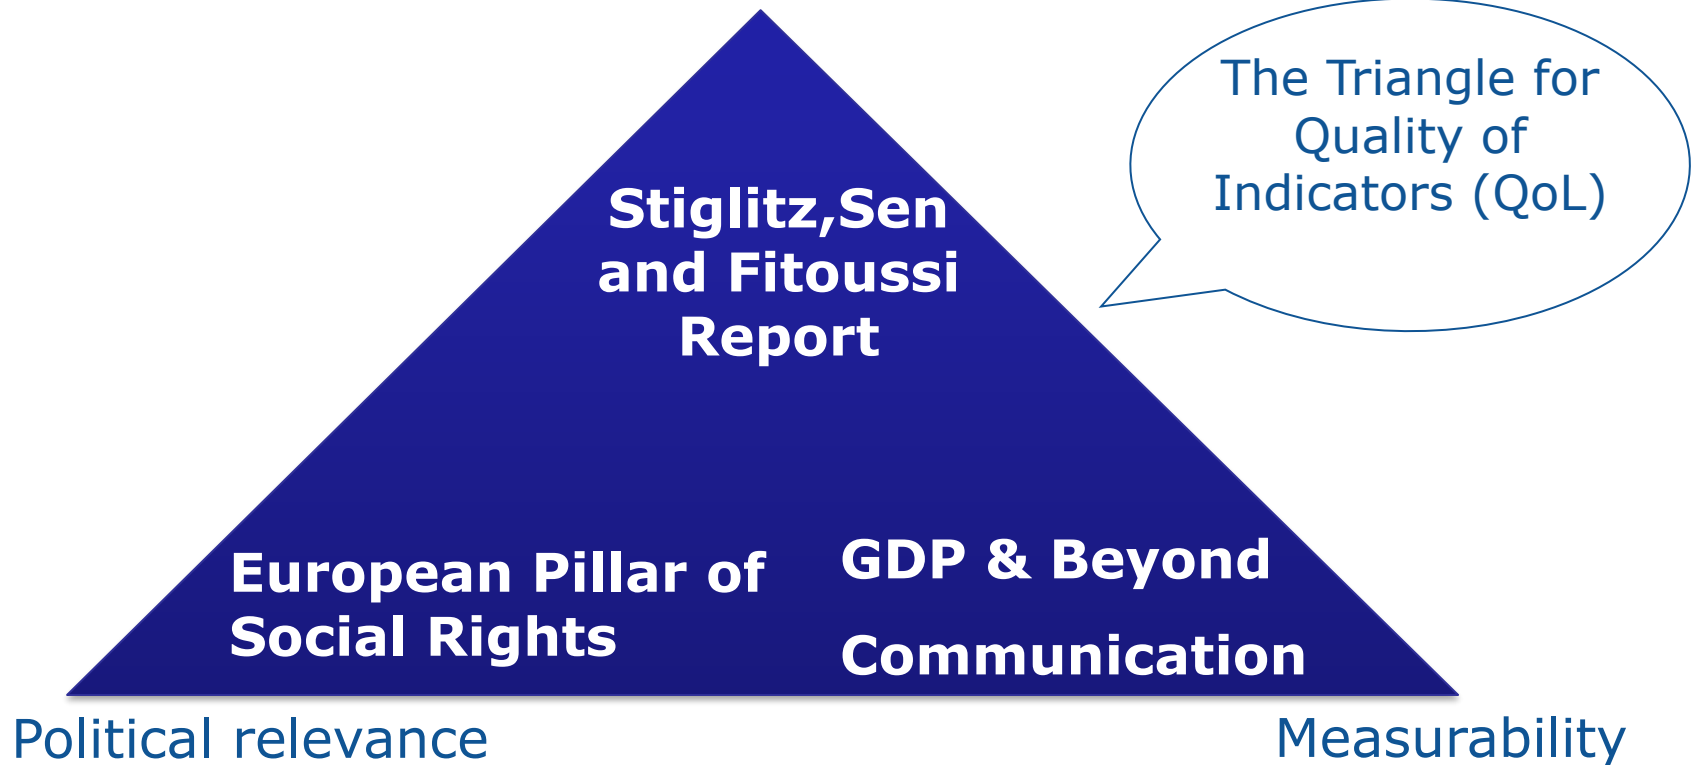 The Triangle for
Quality of
Indicators (QoL)
Stiglitz,Sen
and Fitoussi
Report
European Pillar of
Social Rights
GDP & Beyond
Communication
Political relevance
Measurability